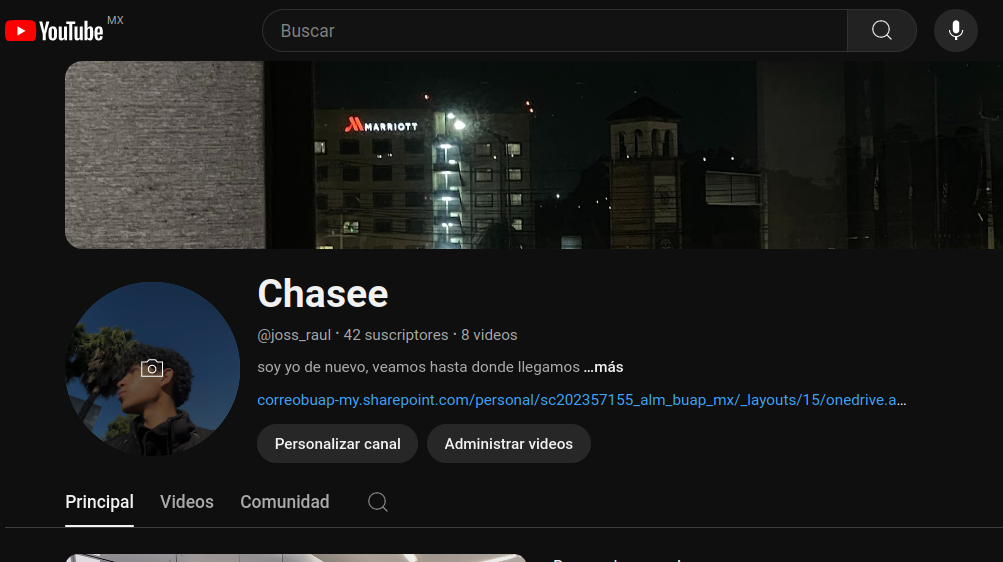 YouTube MX
Buscar
MARRIOTT
Chasee
@joss_raul · 42 suscriptores · 8 videos
soy yo de nuevo, veamos hasta donde llegamos ...más
correobuap-my.sharepoint.com/personal/sc202357155_alm_buap_mx/_layouts/15/onedrive.a...
Personalizar canal Administrar videos
Principal Videos Comunidad